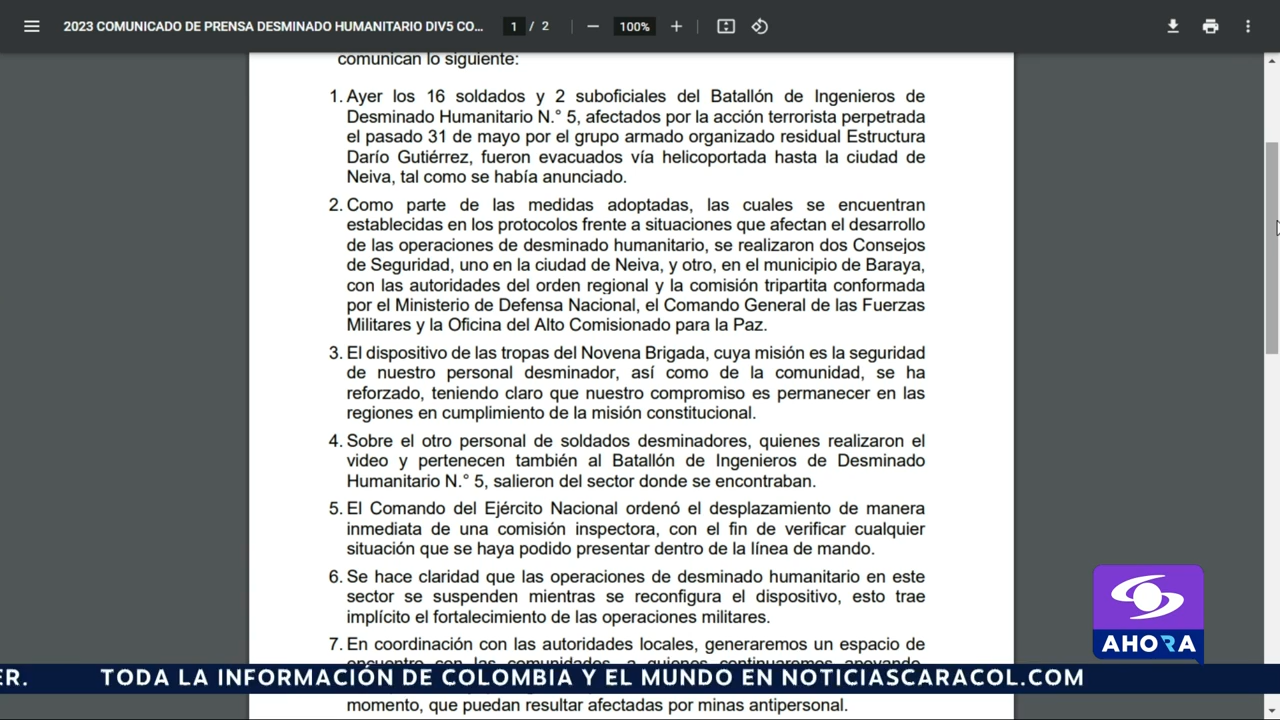 2023 COMUNICADO DE PRENSA DESMINADO HUMANITARIO DIV5 CO... 1 / 2 100%
comunican lo siguiente:
1. Ayer los 16 soldados y 2 suboficiales del Batallón de Ingenieros de
Desminado Humanitario N.° 5, afectados por la acción terrorista perpetrada
el pasado 31 de mayo por el grupo armado organizado residual Estructura
Darío Gutiérrez, fueron evacuados vía helicoportada hasta la ciudad de
Neiva, tal como se había anunciado.
2. Como parte de las medidas adoptadas, las cuales se encuentran
establecidas en los protocolos frente a situaciones que afectan el desarrollo
de las operaciones de desminado humanitario, se realizaron dos Consejos
de Seguridad, uno en la ciudad de Neiva, y otro, en el municipio de Baraya,
con las autoridades del orden regional y la comisión tripartita conformada
por el Ministerio de Defensa Nacional, el Comando General de las Fuerzas
Militares y la Oficina del Alto Comisionado para la Paz.
3. El dispositivo de las tropas del Novena Brigada, cuya misión es la seguridad
de nuestro personal desminador, así como de la comunidad, se ha
reforzado, teniendo claro que nuestro compromiso es permanecer en las
regiones en cumplimiento de la misión constitucional.
4. Sobre el otro personal de soldados desminadores, quienes realizaron el
video y pertenecen también al Batallón de Ingenieros de Desminado
Humanitario N.° 5, salieron del sector donde se encontraban.
5. El Comando del Ejército Nacional ordenó el desplazamiento de manera
inmediata de una comisión inspectora, con el fin de verificar cualquier
situación que se haya podido presentar dentro de la línea de mando.
6. Se hace claridad que las operaciones de desminado humanitario en este
sector se suspenden mientras se reconfigura el dispositivo, esto trae
implícito el fortalecimiento de las operaciones militares.
7. En coordinación con las autoridades locales, generaremos un espacio de
encuentro con las comunidades, a quienes continuaremos apoyando,
momento, que puedan resultar afectadas por minas antipersonal.
AHORA
ER. TODA LA INFORMACIÓN DE COLOMBIA Y EL MUNDO EN NOTICIASCARACOL.COM